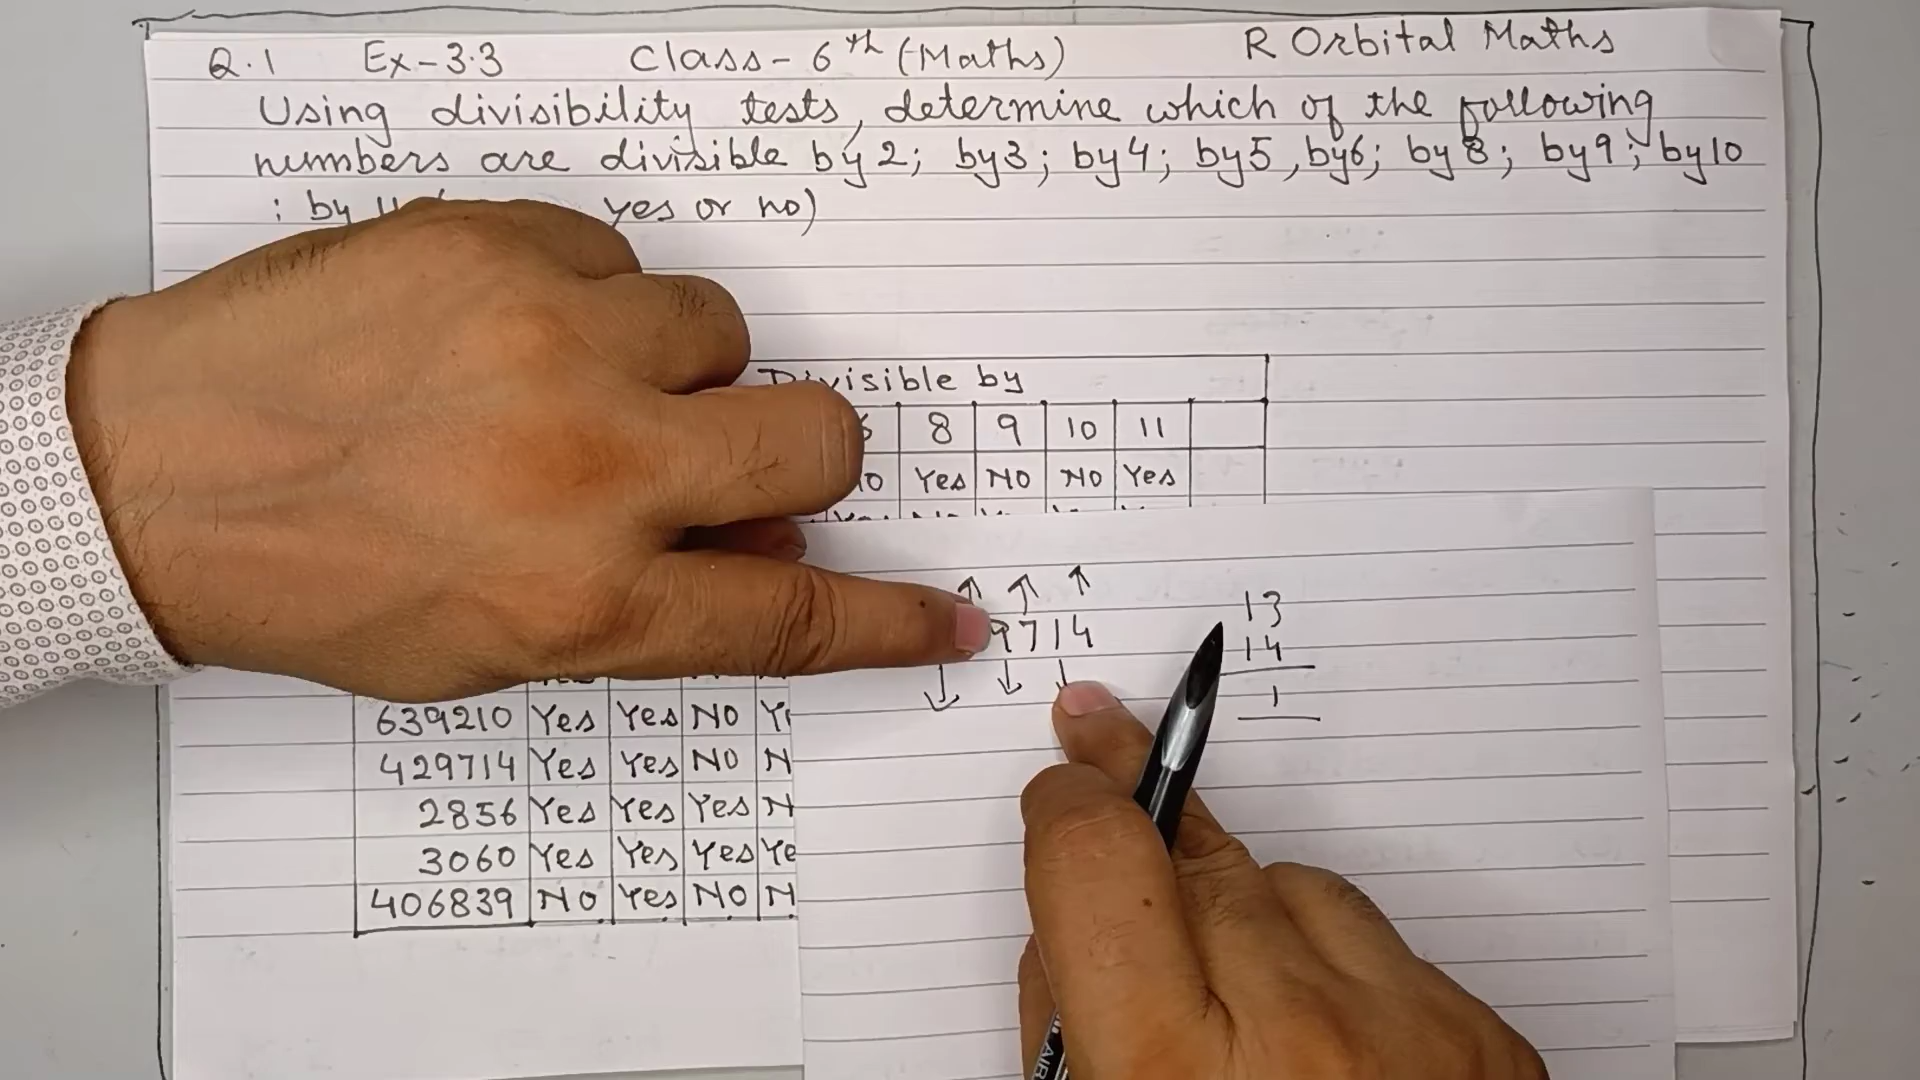 Q.1 Ex-3.3 Class-6th (Maths) R Orbital Maths
Using divisibility tests, determine which of the following
numbers are divisible by 2; by 3; by 4; by 5, by 6; by 8; by 9; by 10
; by yes or no)
Divisible by
8 9 10 11
Yes NO NO Yes
9714
13
14
1
639210 Yes Yes NO
429714 Yes Yes NO N
2856 Yes Yes Yes N
3060 Yes Yes Yes Ye
406839 NO Yes NO N